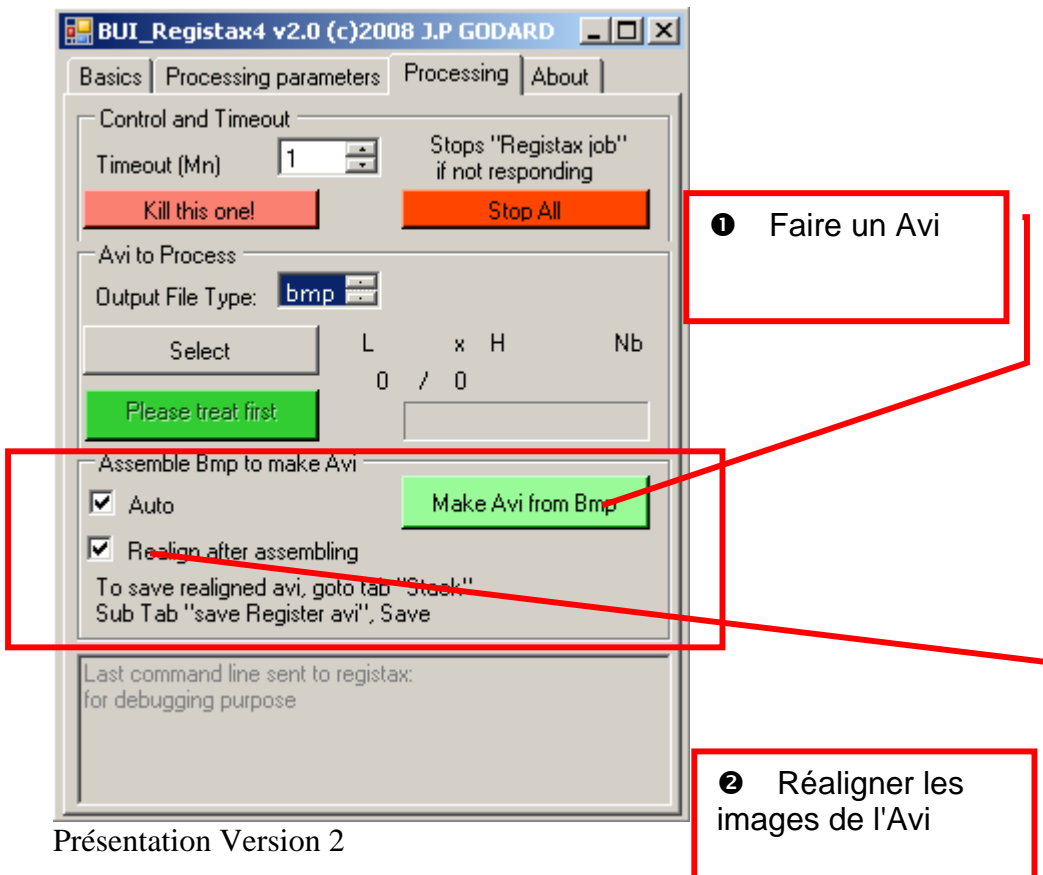 BUI_Registax4 v2.0 (c)2008 J.P GODARD
Basics Processing parameters Processing About
Control and Timeout
Timeout (Mn) 1
Stops "Registax job"
if not responding
Kill this one! Stop All
❶ Faire un Avi
Avi to Process
Output File Type: bmp
Select L x H Nb
0 / 0
Please treat first
Assemble Bmp to make Avi
Auto Make Avi from Bmp
Realign after assembling
To save realigned avi, goto tab "Stack"
Sub Tab "save Register avi", Save
Last command line sent to registax:
for debugging purpose
❷ Réaligner les
images de l'Avi
Présentation Version 2